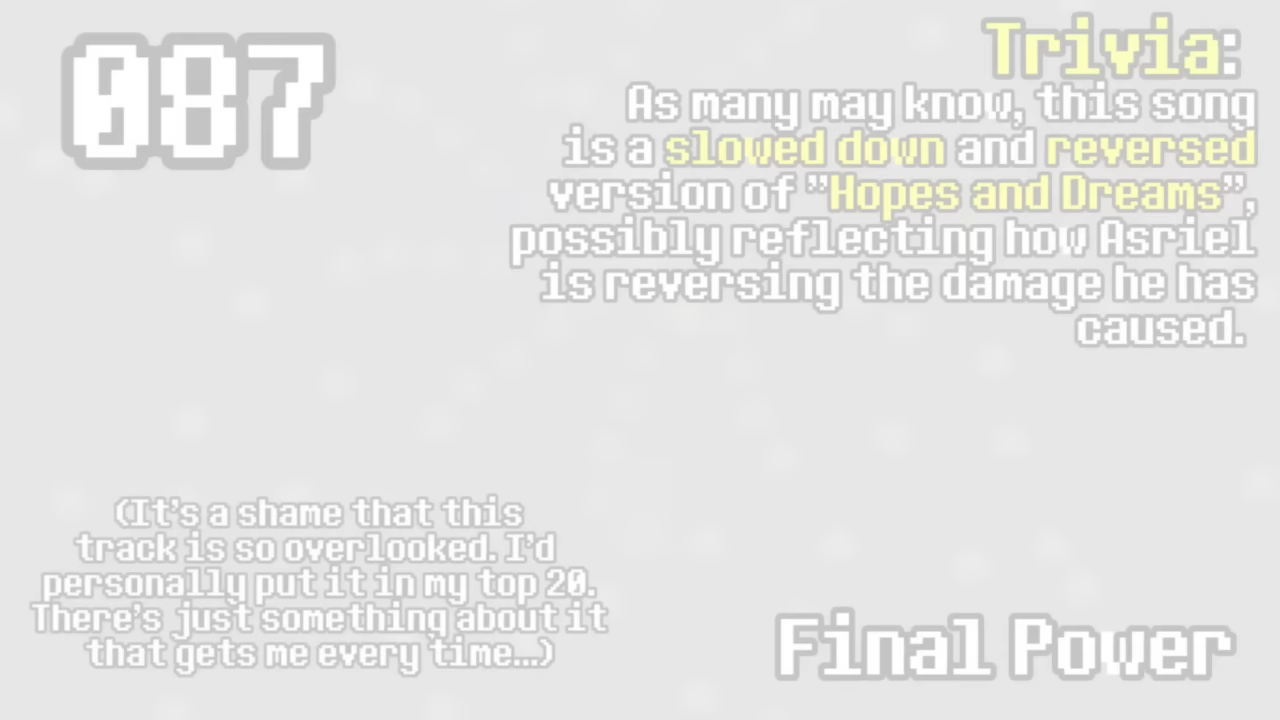 087
Trivia:
As many may know, this song
is a slowed down and reversed
version of "Hopes and Dreams",
possibly reflecting how Asriel
is reversing the damage he has
caused.
(It's a shame that this
track is so overlooked. I'd
personally put it in my top 20.
There's just something about it
that gets me every time...)
Final Power